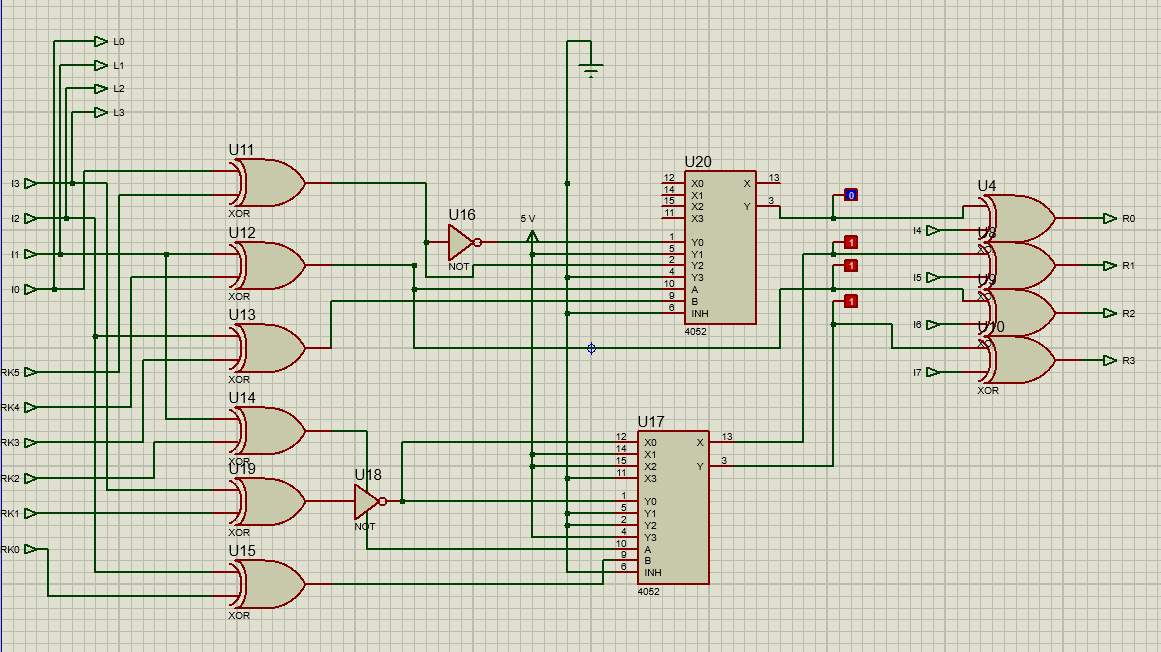 L0
L1
L2
L3
U11
XOR
U12
XOR
U13
XOR
U14
XOR
U19
XOR
U15
XOR
I3
I2
I1
I0
RK5
RK4
RK3
RK2
RK1
RK0
U16
NOT
U18
NOT
5 V
U20
12 X0 X 13
14 X1
15 X2 Y 3
11 X3
1 Y0
5 Y1
2 Y2
4 Y3
10 A
9 B
6 INH
4052
U17
12 X0 X 13
14 X1
15 X2 Y 3
11 X3
1 Y0
5 Y1
2 Y2
4 Y3
10 A
9 B
6 INH
4052
0
1
1
1
U4
I4
R0
U8
I5
R1
U9
I6
R2
U10
I7
R3
XOR